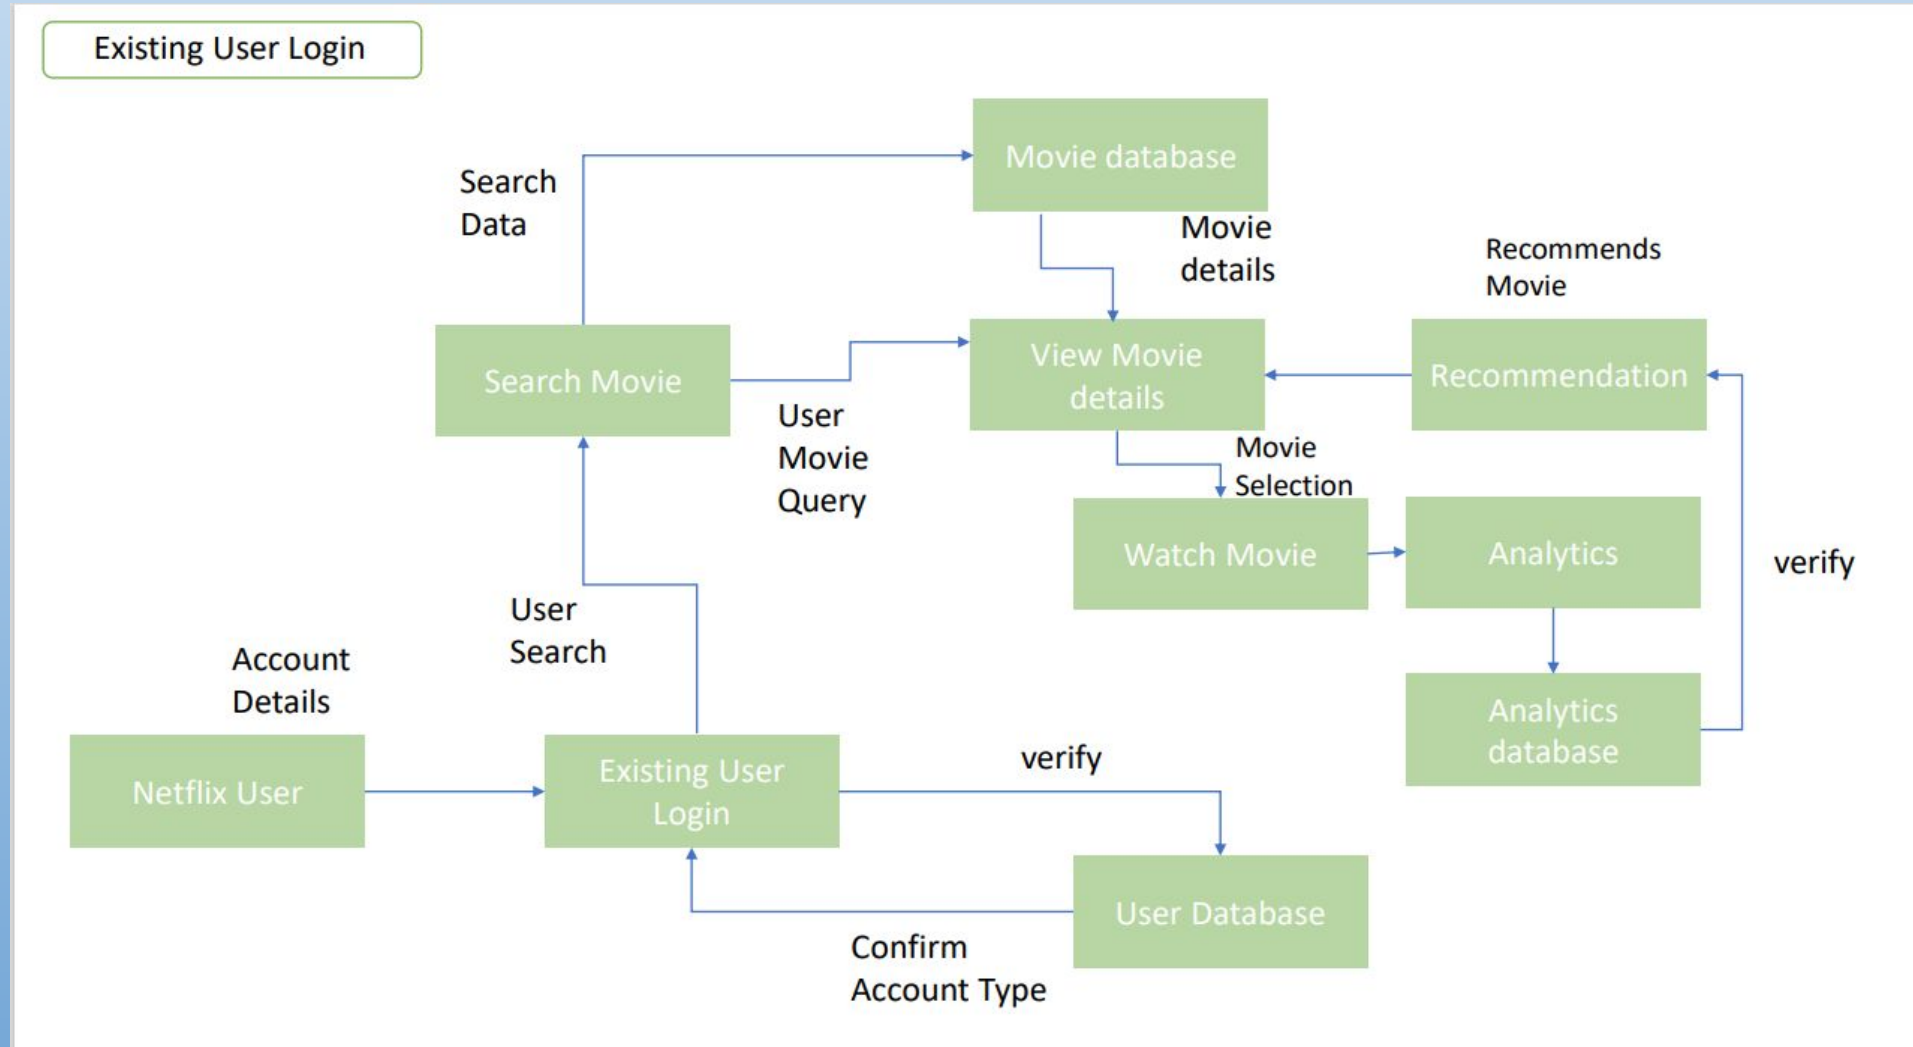 Existing User Login
Movie database
Search
Data
Movie
details
Recommends
Movie
Search Movie
View Movie
details
Recommendation
User
Movie
Query
Movie
Selection
Watch Movie
Analytics
verify
User
Search
Account
Details
Analytics
database
Netflix User
Existing User
Login
verify
User Database
Confirm
Account Type